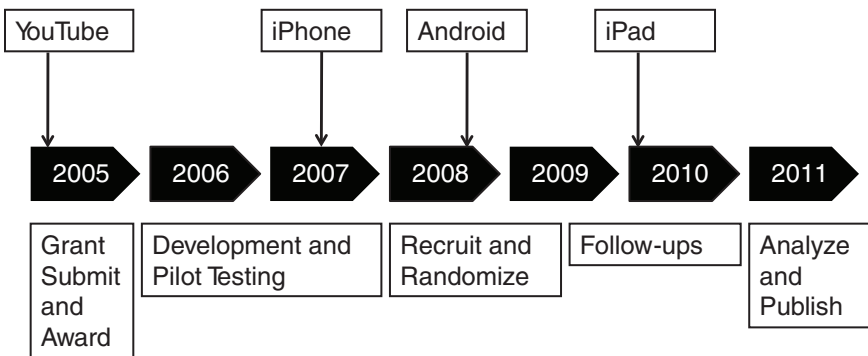 YouTube
iPhone
Android
iPad
2005
2006
2007
2008
2009
2010
2011
Grant
Submit
and
Award
Development and
Pilot Testing
Recruit and
Randomize
Follow-ups
Analyze
and
Publish